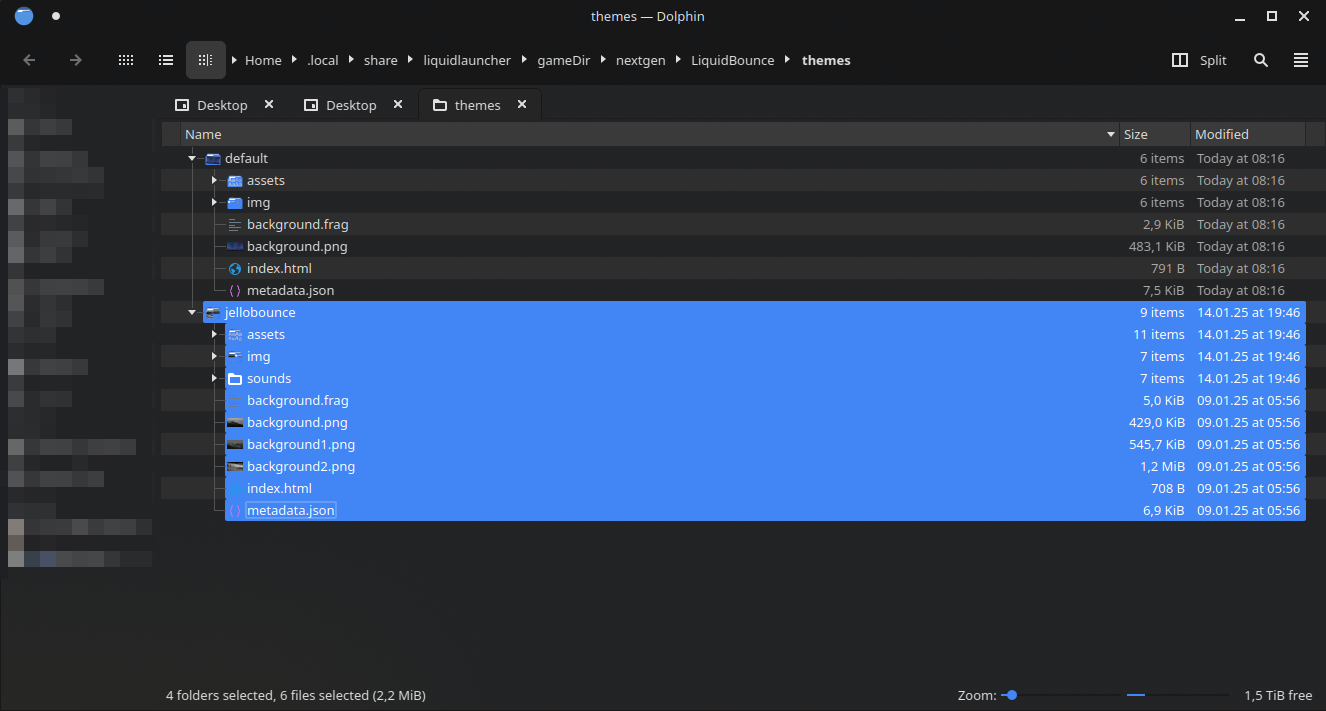 themes — Dolphin
Home .local share liquidlauncher gameDir nextgen LiquidBounce themes Split
Desktop Desktop themes
Name Size Modified
default 6 items Today at 08:16
assets 6 items Today at 08:16
img 6 items Today at 08:16
background.frag 2,9 KiB Today at 08:16
background.png 483,1 KiB Today at 08:16
index.html 791 B Today at 08:16
metadata.json 7,5 KiB Today at 08:16
jellobounce 9 items 14.01.25 at 19:46
assets 11 items 14.01.25 at 19:46
img 7 items 14.01.25 at 19:46
sounds 7 items 14.01.25 at 19:46
background.frag 5,0 KiB 09.01.25 at 05:56
background.png 429,0 KiB 09.01.25 at 05:56
background1.png 545,7 KiB 09.01.25 at 05:56
background2.png 1,2 MiB 09.01.25 at 05:56
index.html 708 B 09.01.25 at 05:56
metadata.json 6,9 KiB 09.01.25 at 05:56
4 folders selected, 6 files selected (2,2 MiB) Zoom: 1,5 TiB free